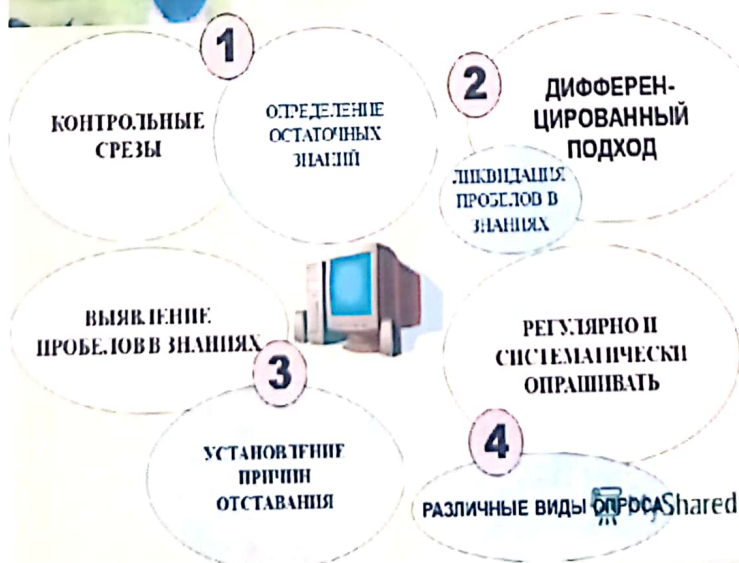 1
КОНТРОЛЬНЫЕ
СРЕЗЫ
ОПРЕДЕЛЕНИЕ
ОСТАТОЧНЫХ
ЗНАНИЙ
2
ДИФФЕРЕН-
ЦИРОВАННЫЙ
ПОДХОД
ЛИКВИДАЦИЯ
ПРОБЕЛОВ В
ЗНАНИЯХ
ВЫЯВЛЕНИЕ
ПРОБЕЛОВ В ЗНАНИЯХ
3
УСТАНОВЛЕНИЕ
ПРИЧИН
ОТСТАВАНИЯ
РЕГУЛЯРНО И
СИСТЕМАТИЧЕСКИ
ОПРАШИВАТЬ
4
РАЗЛИЧНЫЕ ВИДЫ ОПРОСА
MyShared